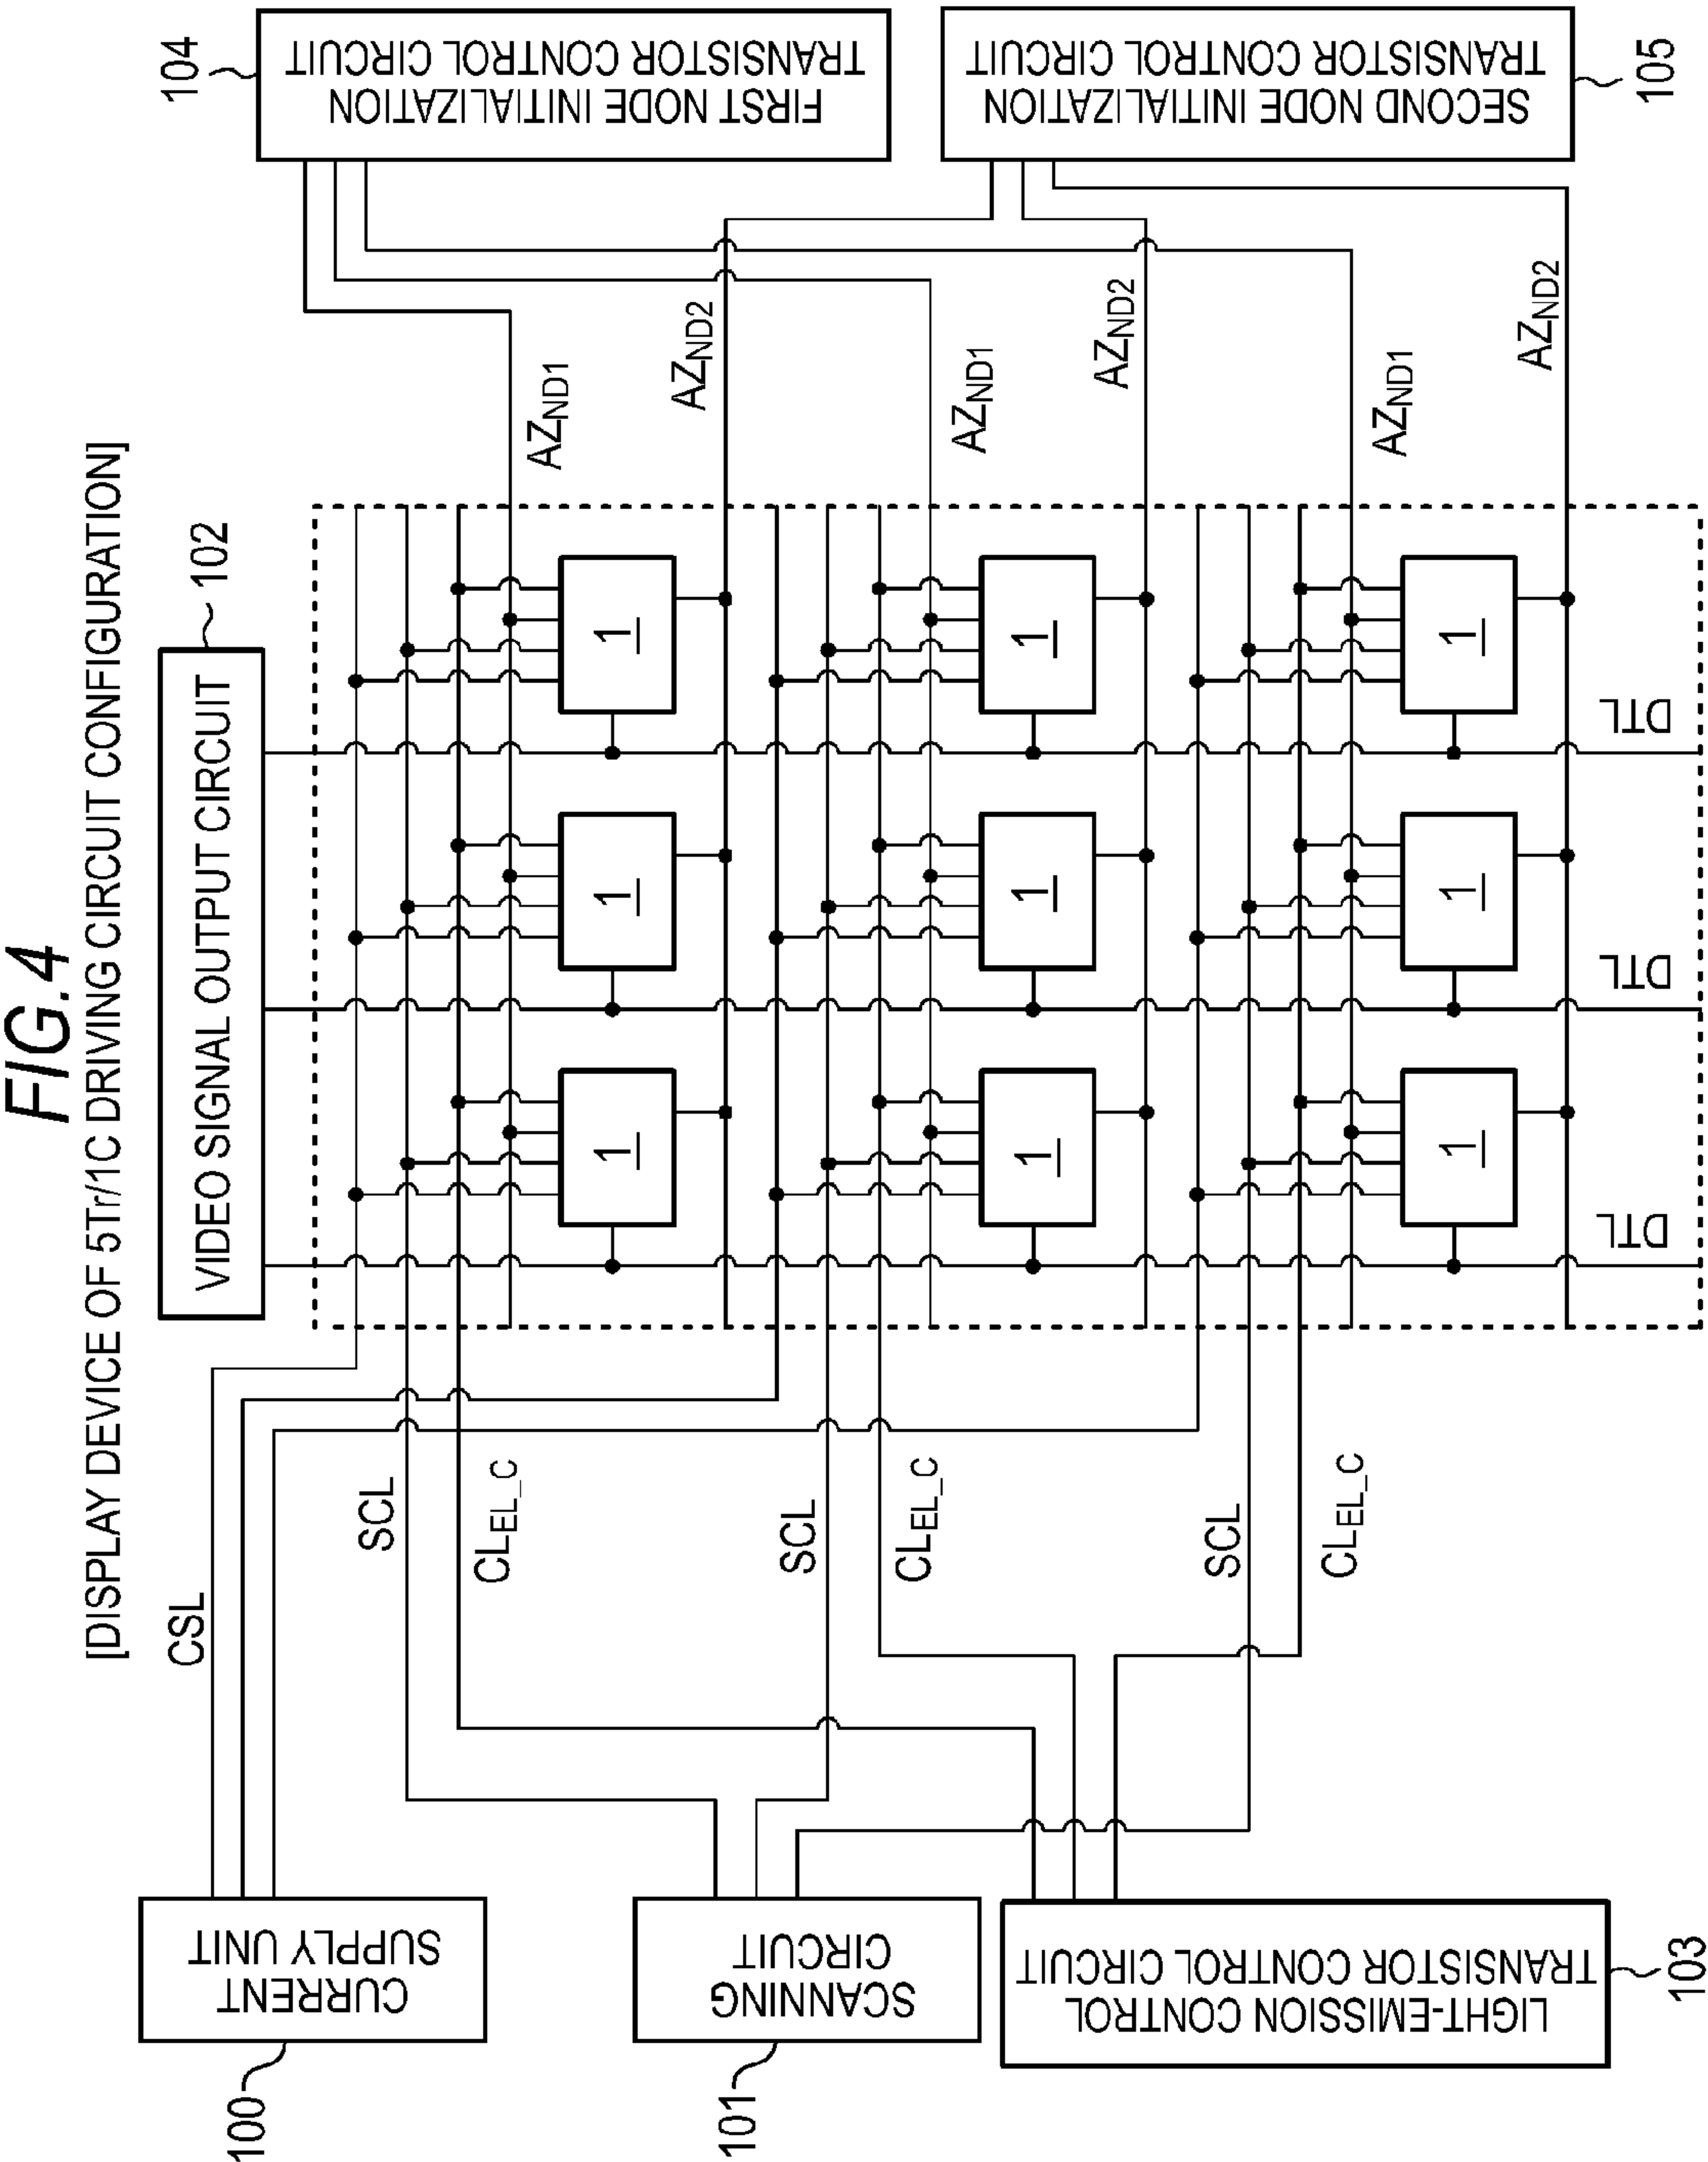 FIG.4
[DISPLAY DEVICE OF 5Tr/1C DRIVING CIRCUIT CONFIGURATION]
104
FIRST NODE INITIALIZATION
TRANSISTOR CONTROL CIRCUIT
SECOND NODE INITIALIZATION
TRANSISTOR CONTROL CIRCUIT
105
VIDEO SIGNAL OUTPUT CIRCUIT
102
AZND1
AZND2
AZND1
AZND2
AZND1
AZND2
1
1
1
1
1
1
1
1
1
DTL
DTL
DTL
CSL
SCL
CLEL_C
SCL
CLEL_C
SCL
CLEL_C
CURRENT
SUPPLY UNIT
100
SCANNING
CIRCUIT
101
LIGHT-EMISSION CONTROL
TRANSISTOR CONTROL CIRCUIT
103